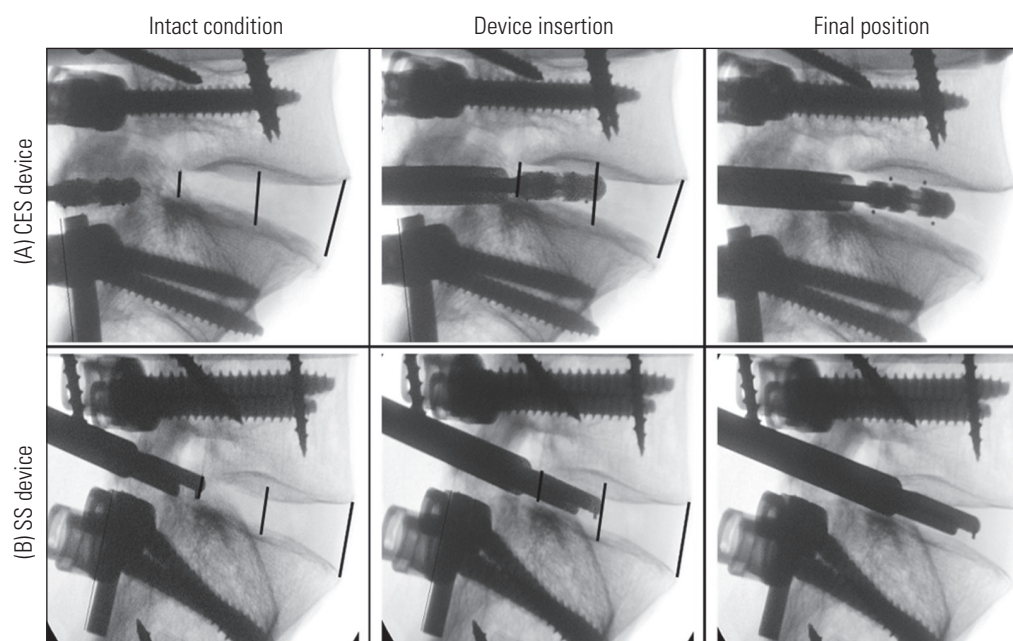 Intact condition
Device insertion
Final position
(A) CES device
(B) SS device